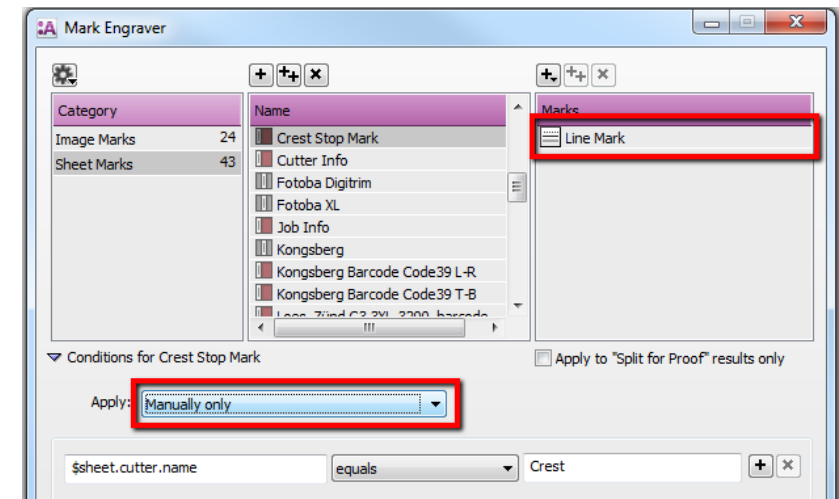 :A Mark Engraver
Category
Image Marks 24
Sheet Marks 43
Name
Crest Stop Mark
Cutter Info
Fotoba Digitrim
Fotoba XL
Job Info
Kongsberg
Kongsberg Barcode Code39 L-R
Kongsberg Barcode Code39 T-B
Marks
Line Mark
Conditions for Crest Stop Mark
Apply to "Split for Proof" results only
Apply: Manually only
$sheet.cutter.name equals Crest